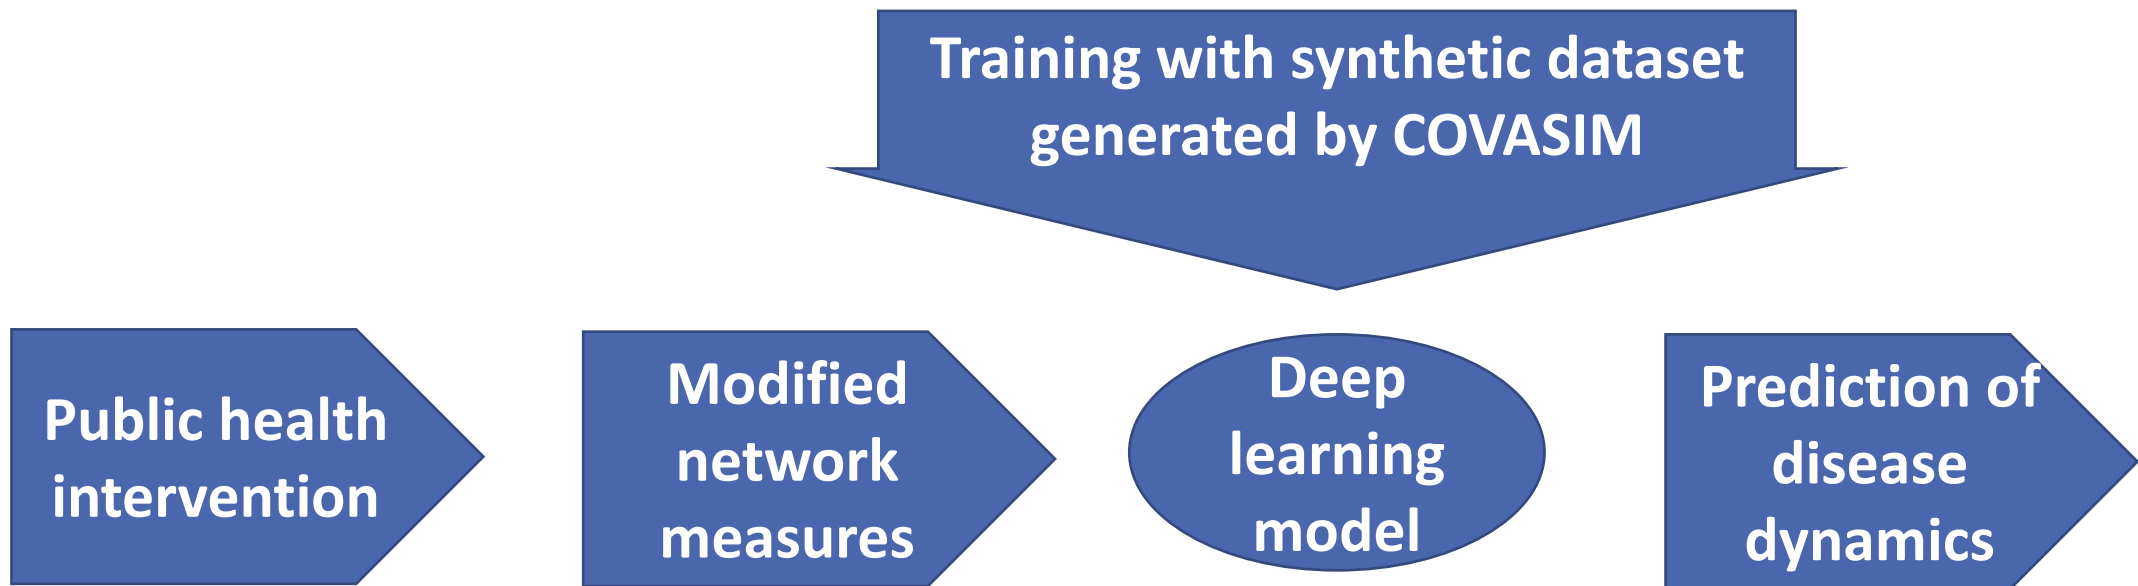 Training with synthetic dataset
generated by COVASIM
Public health
intervention
Modified
network
measures
Deep
learning
model
Prediction of
disease
dynamics